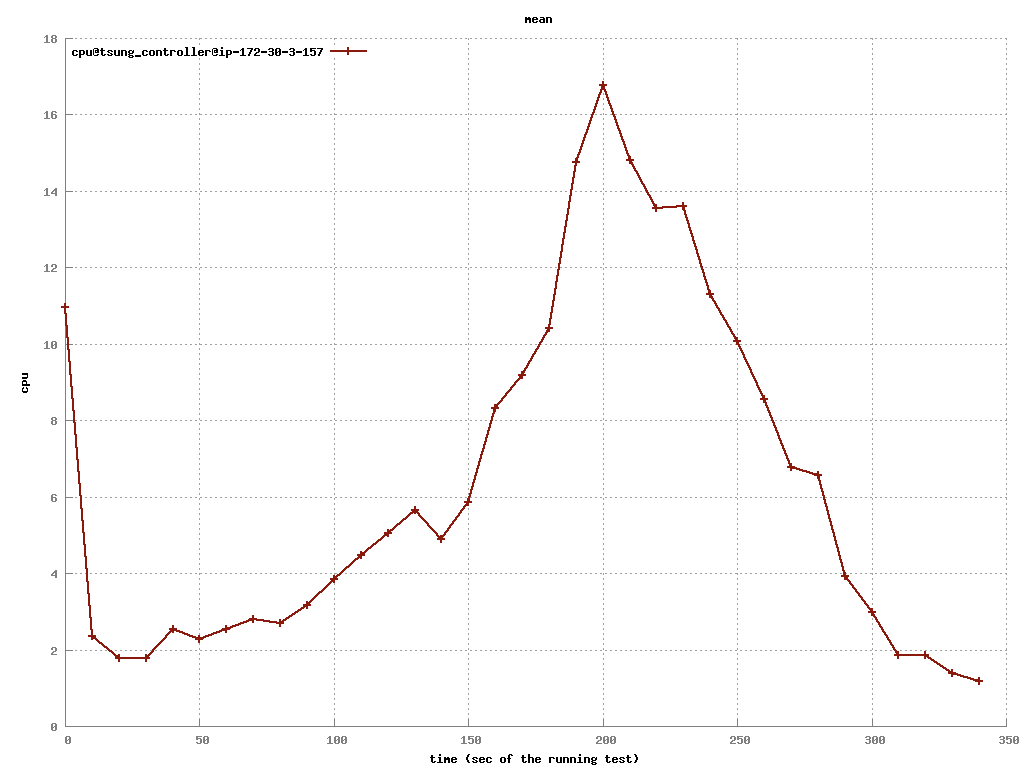 mean
18
cpu@tsung_controller@ip-172-30-3-157
16
14
12
10
cpu
8
6
4
2
0
0 50 100 150 200 250 300 350
time (sec of the running test)